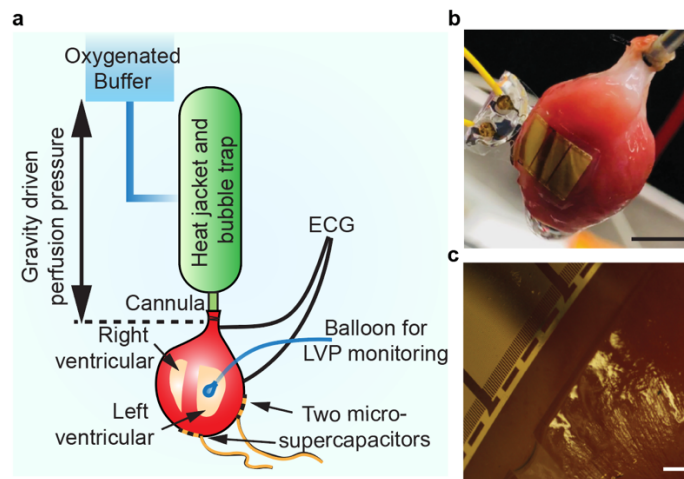 a
Oxygenated
Buffer
Gravity driven
perfusion pressure
Heat jacket and
bubble trap
ECG
Cannula
Right
ventricular
Balloon for
LVP monitoring
Left
ventricular
Two micro-
supercapacitors
b
c